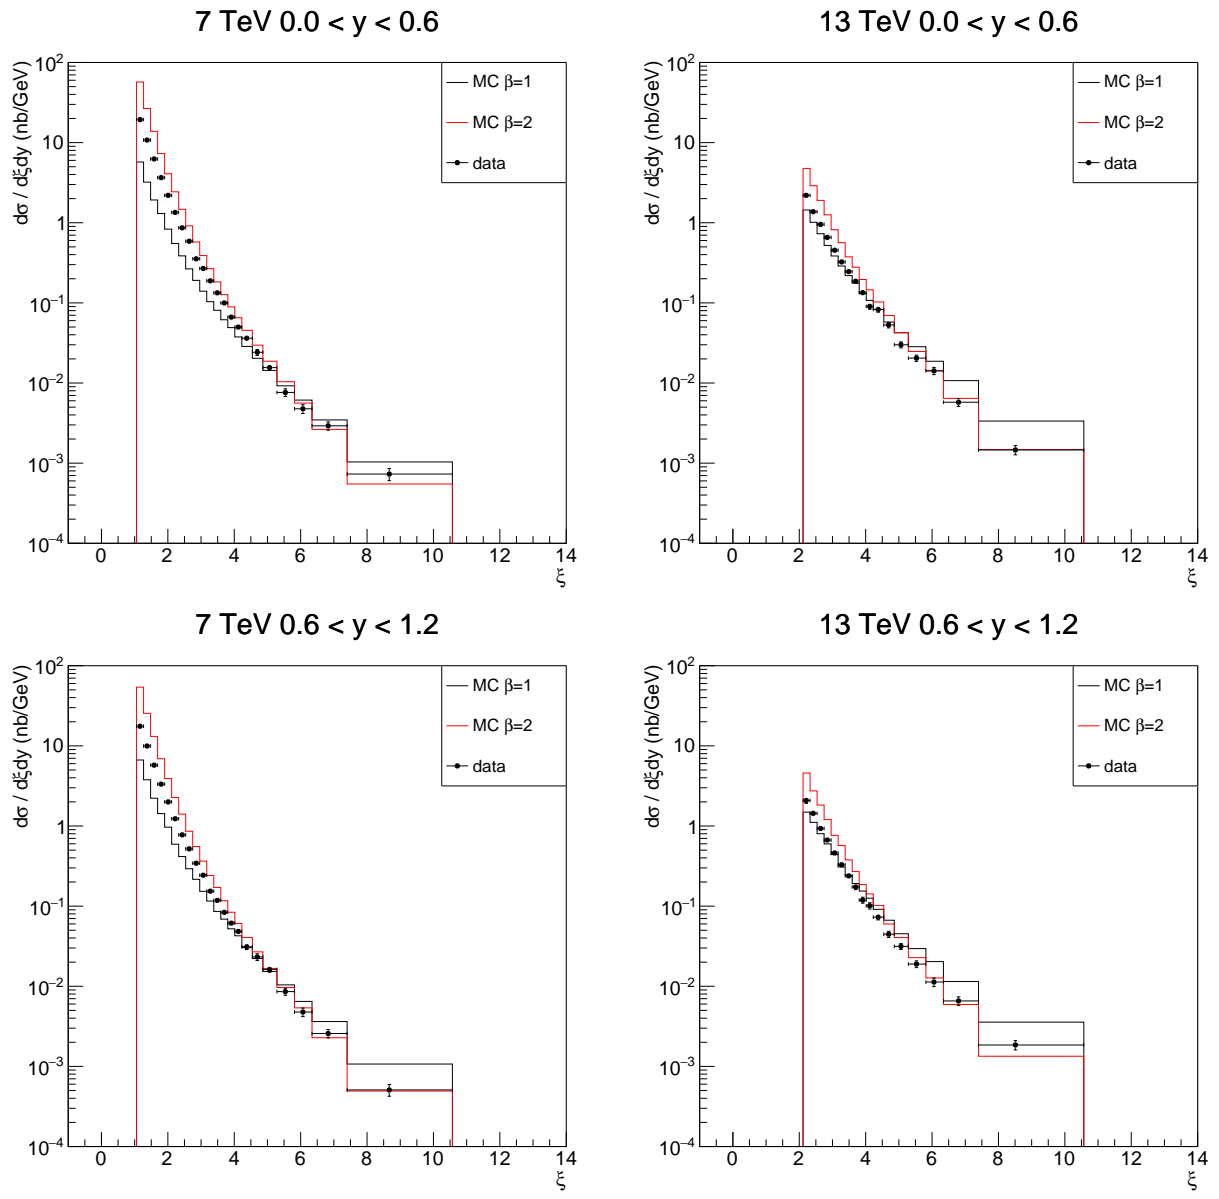 7 TeV 0.0 < y < 0.6
dσ / dξdy (nb/GeV)
10²
10
1
10⁻¹
10⁻²
10⁻³
10⁻⁴
MC β=1
MC β=2
data
0 2 4 6 8 10 12 14
ξ
13 TeV 0.0 < y < 0.6
dσ / dξdy (nb/GeV)
10²
10
1
10⁻¹
10⁻²
10⁻³
10⁻⁴
MC β=1
MC β=2
data
0 2 4 6 8 10 12 14
ξ
7 TeV 0.6 < y < 1.2
dσ / dξdy (nb/GeV)
10²
10
1
10⁻¹
10⁻²
10⁻³
10⁻⁴
MC β=1
MC β=2
data
0 2 4 6 8 10 12 14
ξ
13 TeV 0.6 < y < 1.2
dσ / dξdy (nb/GeV)
10²
10
1
10⁻¹
10⁻²
10⁻³
10⁻⁴
MC β=1
MC β=2
data
0 2 4 6 8 10 12 14
ξ